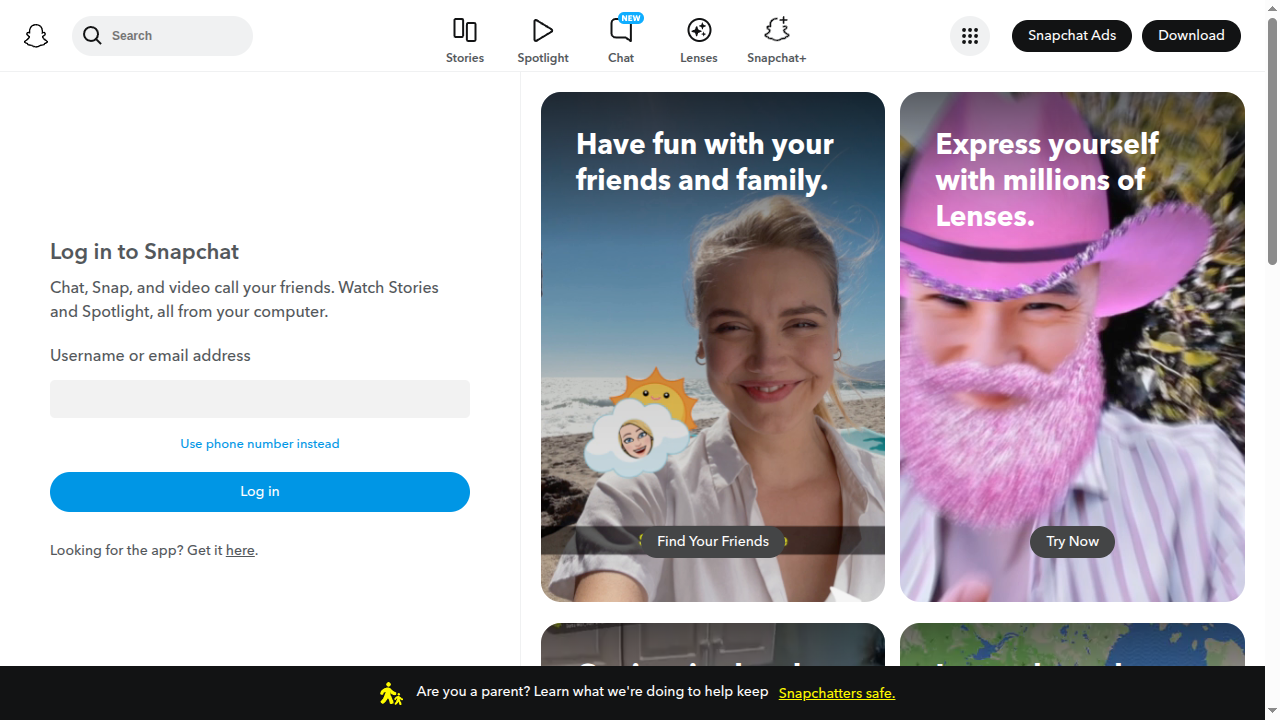 Search
Stories
Spotlight
NEW
Chat
Lenses
Snapchat+
Snapchat Ads
Download
Log in to Snapchat
Chat, Snap, and video call your friends. Watch Stories
and Spotlight, all from your computer.
Username or email address
Use phone number instead
Log in
Looking for the app? Get it here.
Have fun with your
friends and family.
Find Your Friends
Express yourself
with millions of
Lenses.
Try Now
Are you a parent? Learn what we're doing to help keep Snapchatters safe.